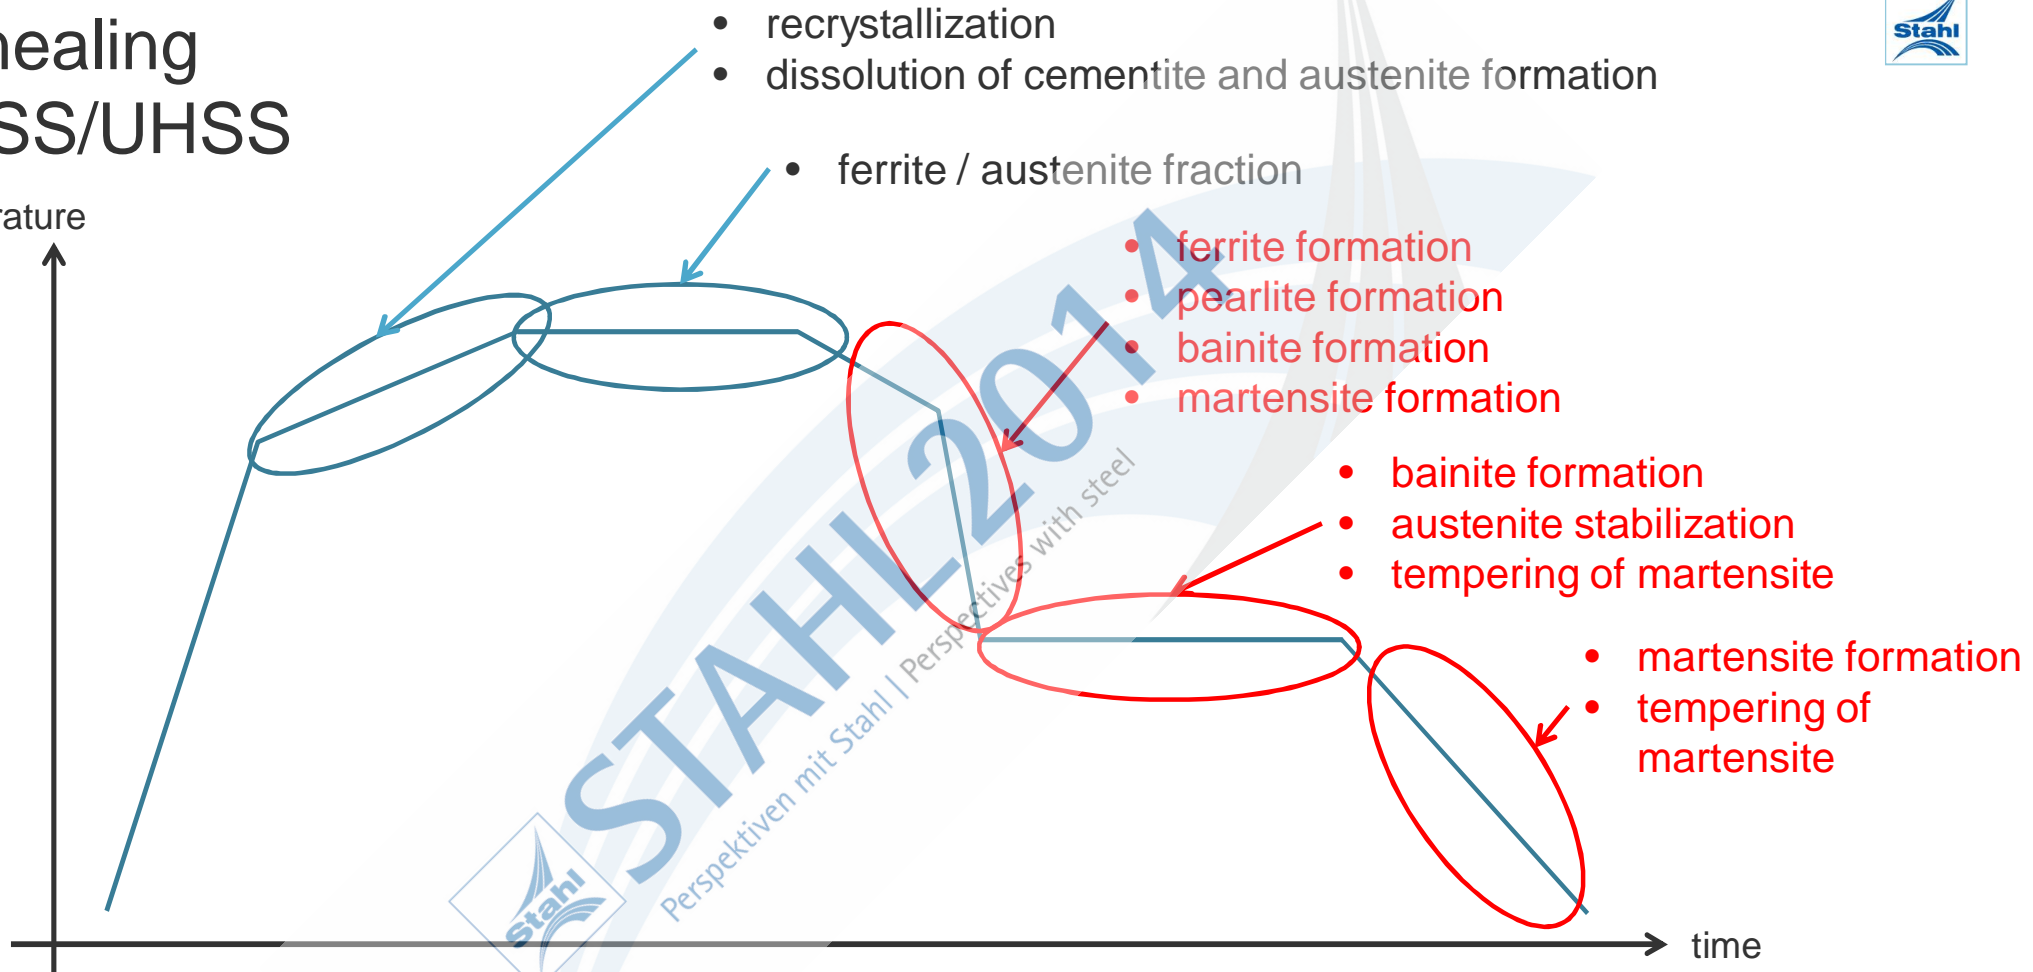 nealing
SS/UHSS
rature
• recrystallization
• dissolution of cementite and austenite formation
• ferrite / austenite fraction
• ferrite formation
• pearlite formation
• bainite formation
• martensite formation
• bainite formation
• austenite stabilization
• tempering of martensite
• martensite formation
• tempering of
martensite
time
STAHL 2014
Perspektiven mit Stahl | Perspectives with steel
Stahl
Stahl